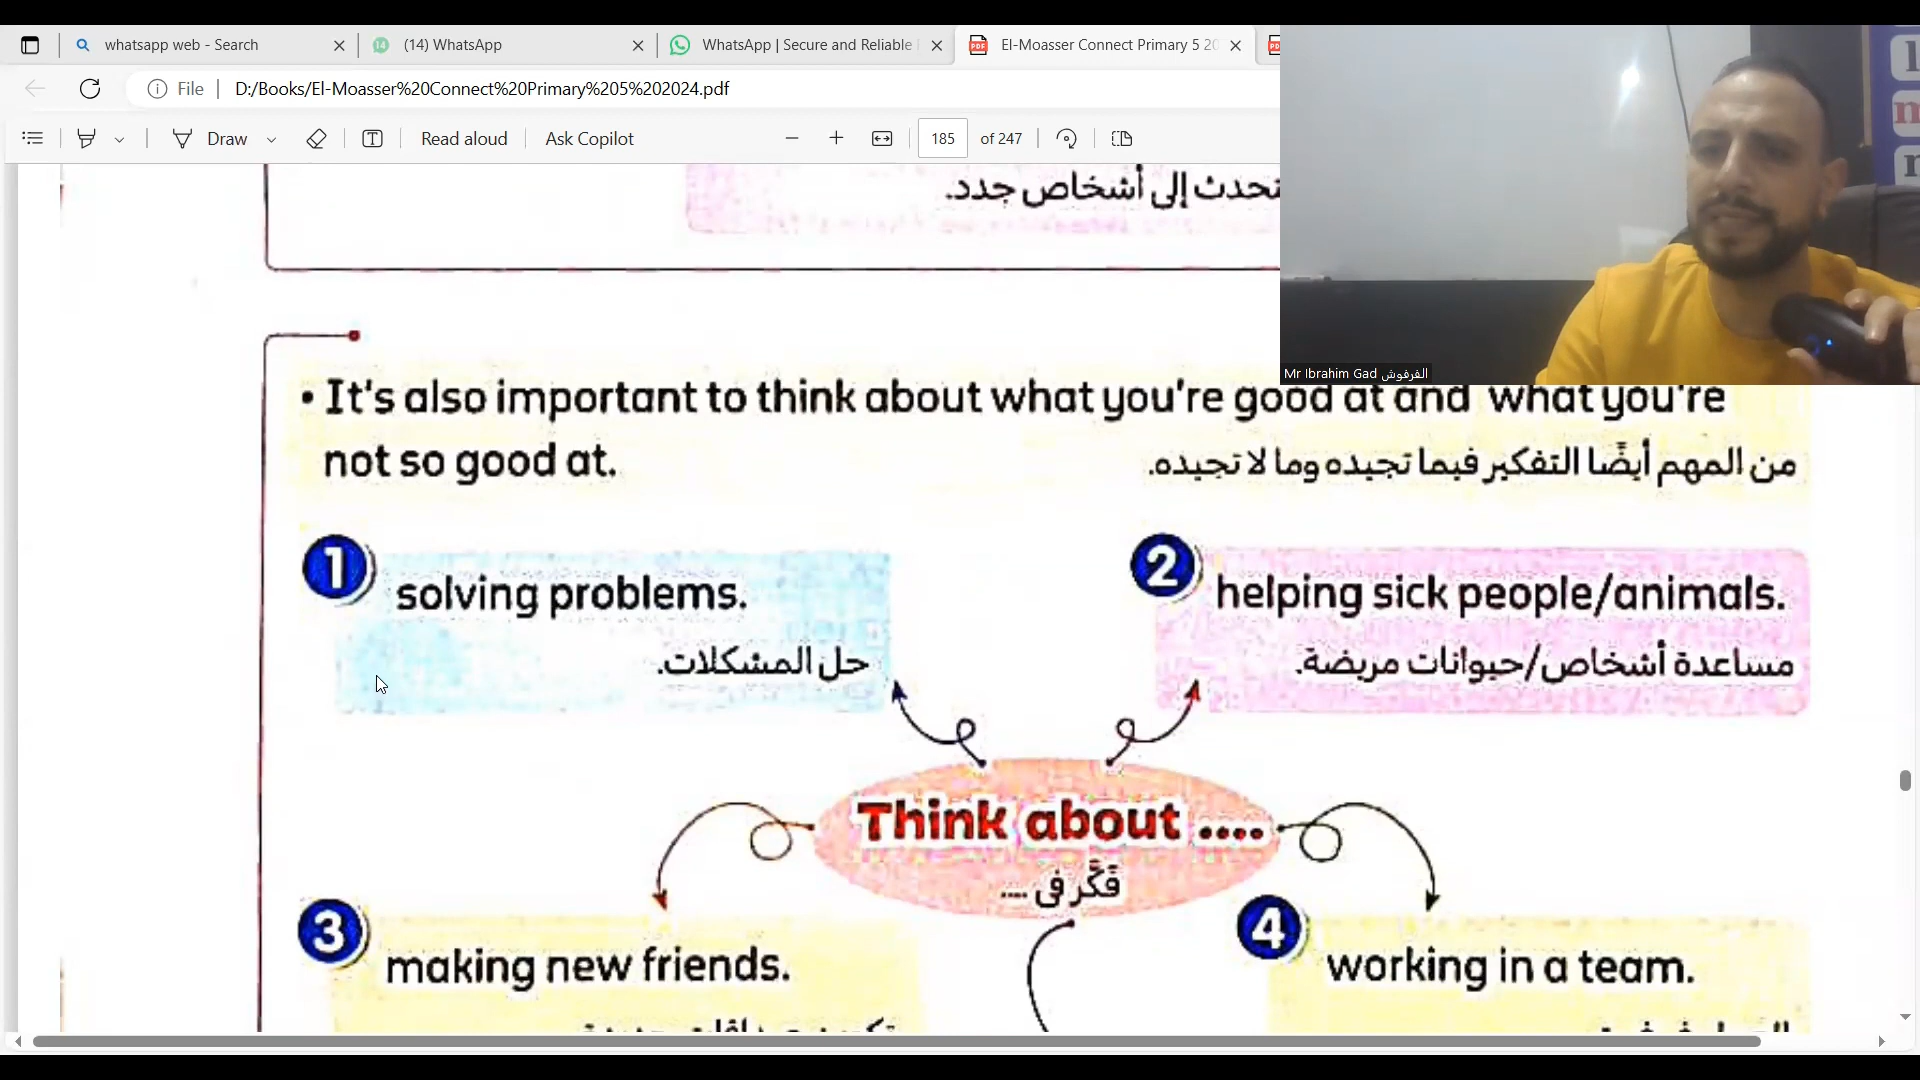 whatsapp web - Search
(14) WhatsApp
WhatsApp | Secure and Reliable
El-Moasser Connect Primary 5 20
File
D:/Books/El-Moasser%20Connect%20Primary%205%202024.pdf
Draw
Read aloud
Ask Copilot
185
of 247
تحدث إلى أشخاص جدد.
Mr Ibrahim Gad الفرفوش
• It's also important to think about what you're good at and what you're
not so good at.
من المهم أيضًا التفكير فيما تجيده وما لا تجيده.
1 solving problems.
حل المشكلات.
2 helping sick people/animals.
مساعدة أشخاص/حيوانات مريضة.
Think about ....
فَكِّر فى ....
3 making new friends.
4 working in a team.